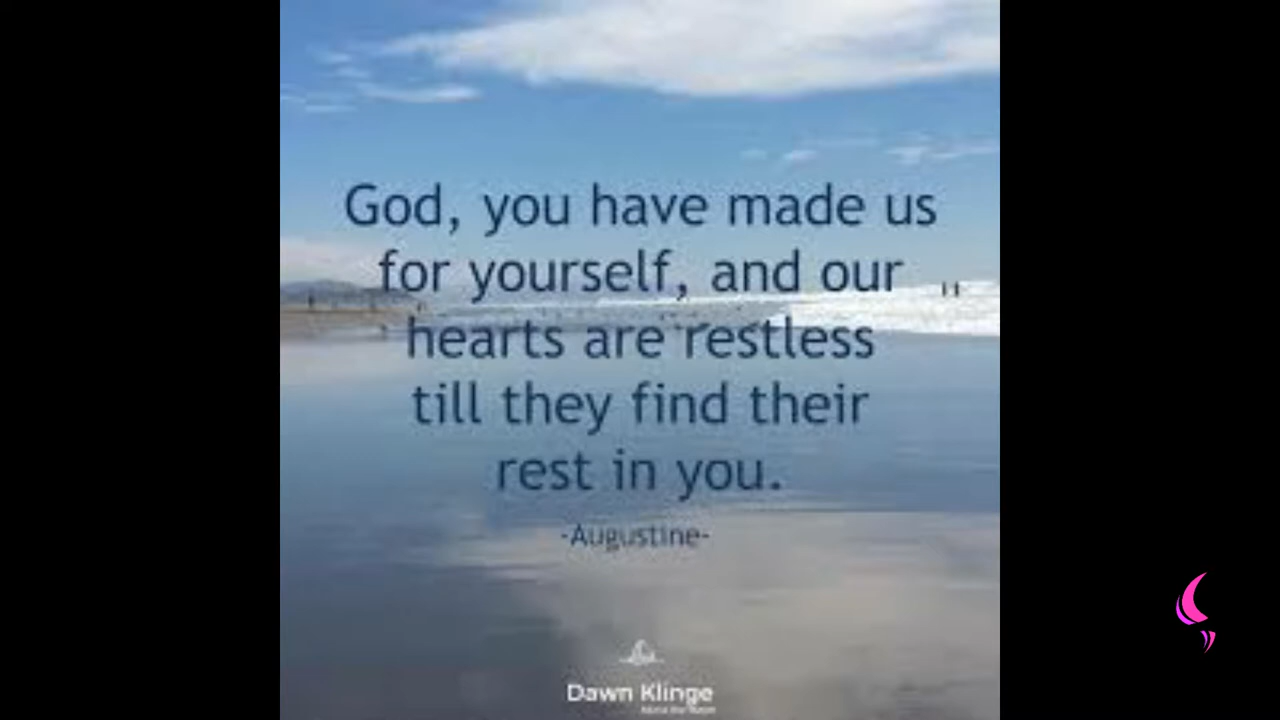 God, you have made us
for yourself, and our
hearts are restless
till they find their
rest in you.
-Augustine-
Dawn Klinge